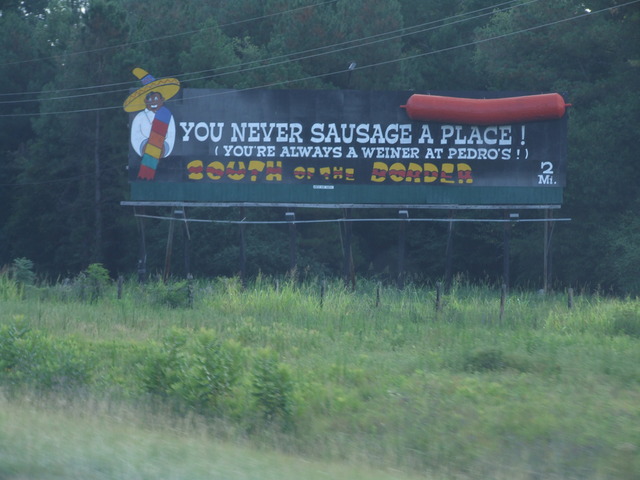 YOU NEVER SAUSAGE A PLACE !
( YOU'RE ALWAYS A WEINER AT PEDRO'S ! )
SOUTH OF THE BORDER
2
Mi.